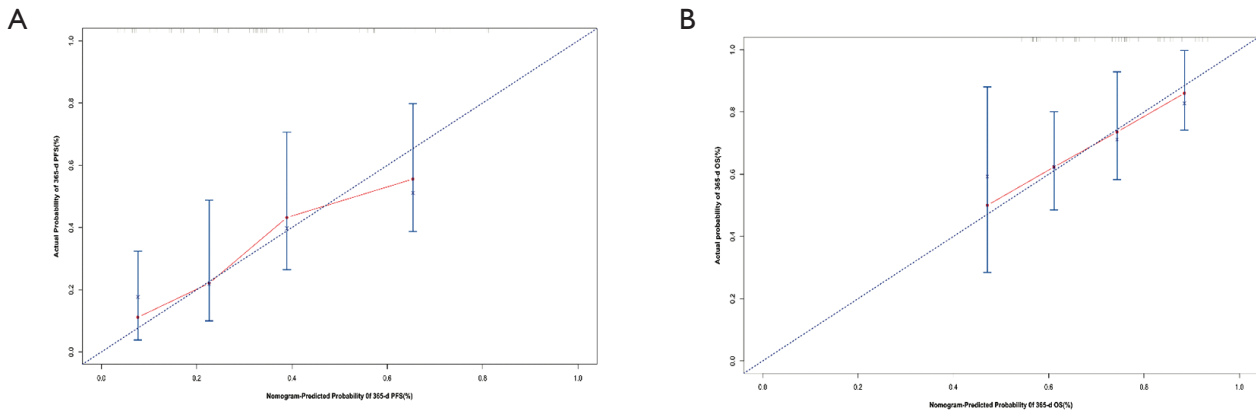 A
B
1.0
0.8
0.6
0.4
0.2
0.0
Actual Probability of 365-d PFS(%)
0.0 0.2 0.4 0.6 0.8 1.0
Nomogram-Predicted Probability 0f 365-d PFS(%)
1.0
0.8
0.6
0.4
0.2
0.0
Actual probability of 365-d OS(%)
0.0 0.2 0.4 0.6 0.8 1.0
Nomogram-Predicted Probability 0f 365-d OS(%)